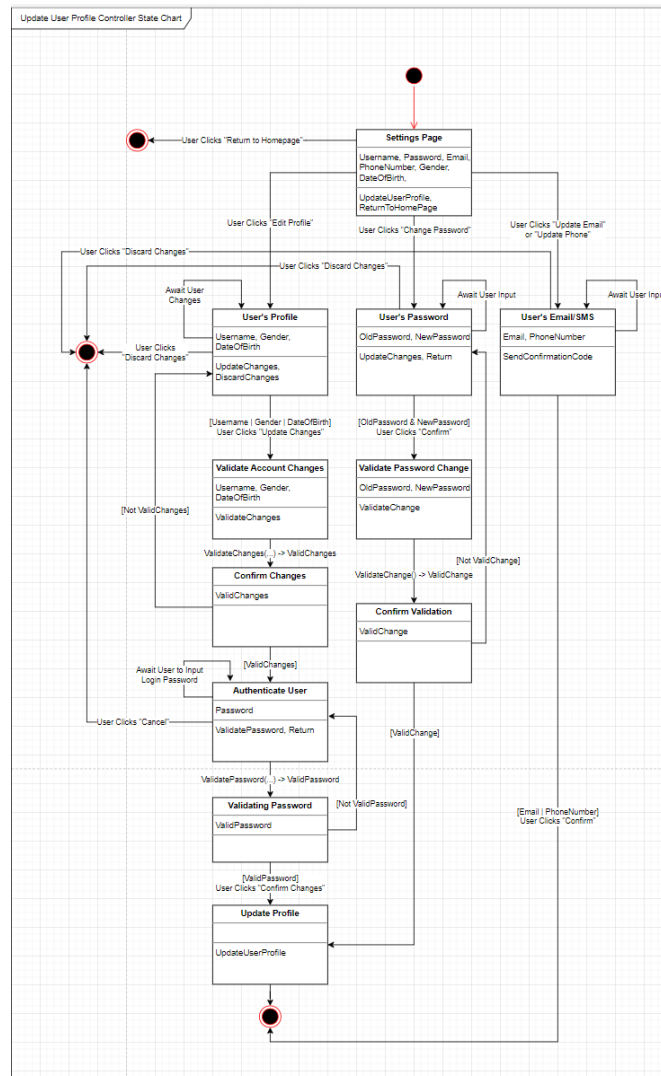 Update User Profile Controller State Chart
Settings Page
User Clicks "Return to Homepage"
Username, Password, Email,
PhoneNumber, Gender,
DateOfBirth,
UpdateUserProfile,
ReturnToHomePage
User Clicks "Edit Profile"
User Clicks "Change Password"
User Clicks "Update Email"
or "Update Phone"
User Clicks "Discard Changes"
User Clicks "Discard Changes"
Await User
Changes
Await User Input
Await User Input
User's Profile
Username, Gender,
DateOfBirth
UpdateChanges,
DiscardChanges
User's Password
OldPassword, NewPassword
UpdateChanges, Return
User's Email/SMS
Email, PhoneNumber
SendConfirmationCode
User Clicks
"Discard Changes"
[Username | Gender | DateOfBirth]
User Clicks "Update Changes"
[OldPassword & NewPassword]
User Clicks "Confirm"
Validate Account Changes
Username, Gender,
DateOfBirth
ValidateChanges
Validate Password Change
OldPassword, NewPassword
ValidateChange
[Not ValidChanges]
ValidateChanges(...) -> ValidChanges
[Not ValidChange]
ValidateChange() -> ValidChange
Confirm Changes
ValidChanges
Confirm Validation
ValidChange
[ValidChanges]
Await User to Input
Login Password
Authenticate User
Password
ValidatePassword, Return
User Clicks "Cancel"
[ValidChange]
ValidatePassword(...) -> ValidPassword
[Not ValidPassword]
Validating Password
ValidPassword
[Email | PhoneNumber]
User Clicks "Confirm"
[ValidPassword]
User Clicks "Confirm Changes"
Update Profile
UpdateUserProfile